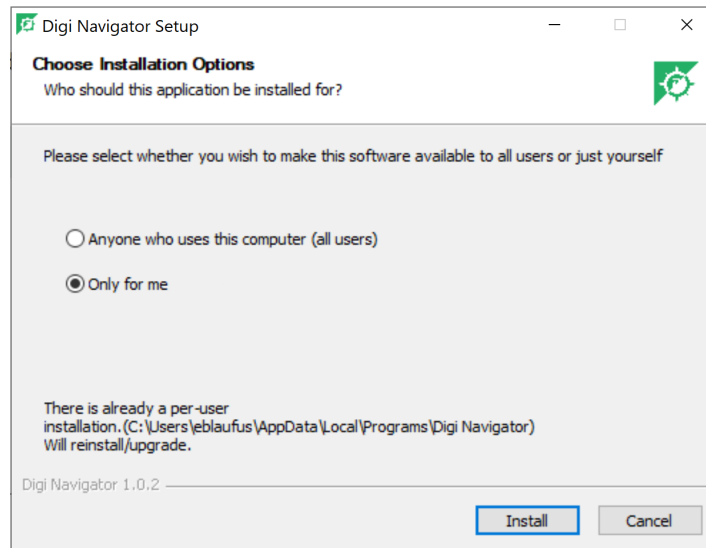 Digi Navigator Setup
Choose Installation Options
Who should this application be installed for?
Please select whether you wish to make this software available to all users or just yourself
Anyone who uses this computer (all users)
Only for me
There is already a per-user
installation.(C:\Users\eblaufus\AppData\Local\Programs\Digi Navigator)
Will reinstall/upgrade.
Digi Navigator 1.0.2
Install
Cancel